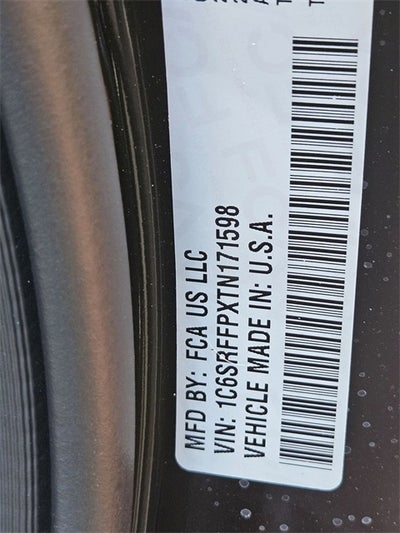 MFD BY: FCA US LLC
VIN: 1C6SRFFPXTN171598
VEHICLE MADE IN: U.S.A.